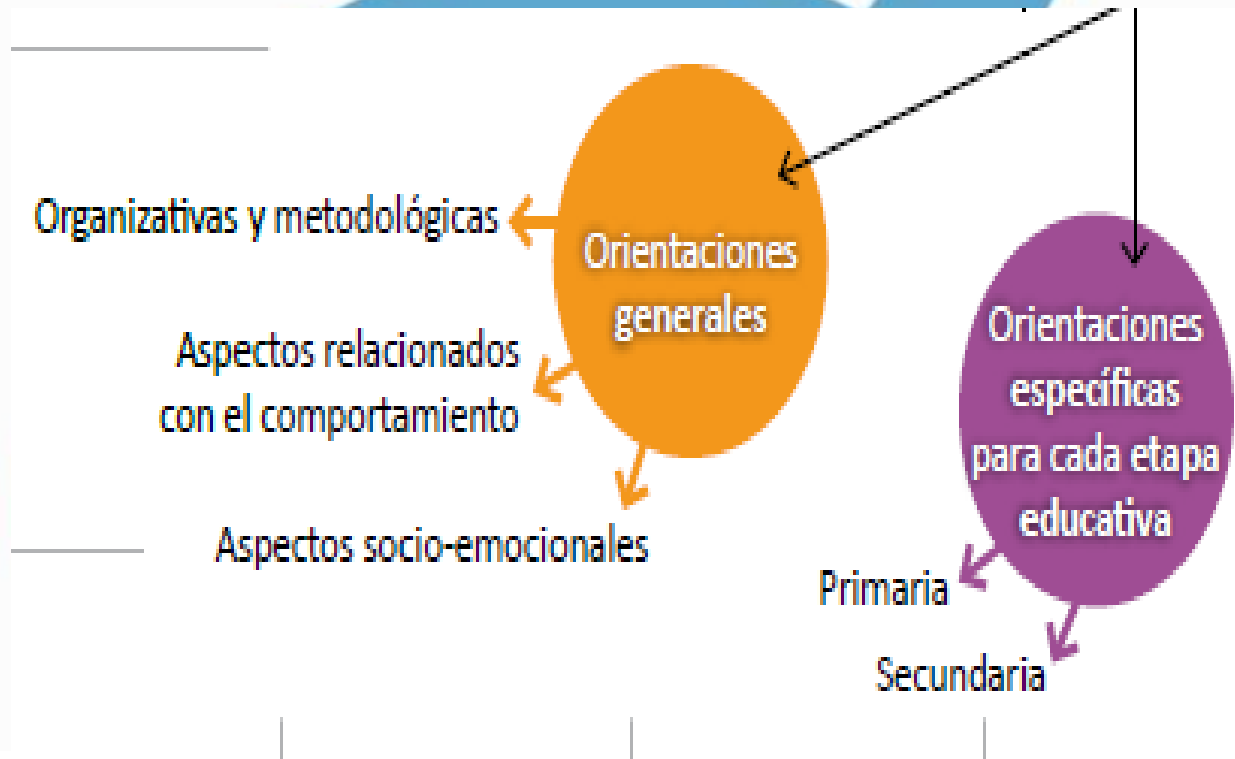 Organizativas y metodológicas
Orientaciones
generales
Aspectos relacionados
con el comportamiento
Aspectos socio-emocionales
Orientaciones
específicas
para cada etapa
educativa
Primaria
Secundaria